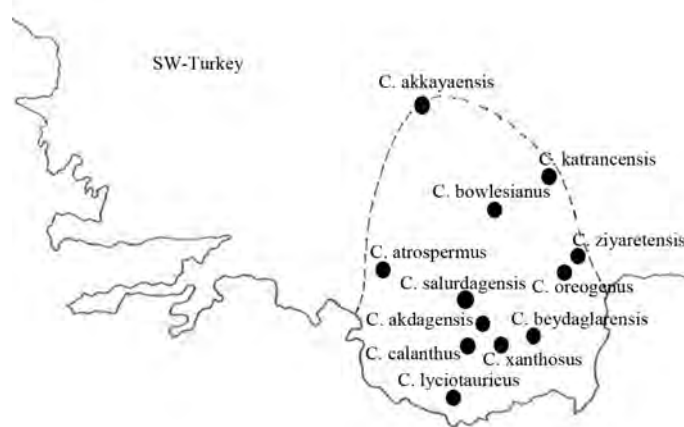 SW-Turkey
C. akkayaensis
C. katrancensis
C. bowlesianus
C. ziyaretensis
C. atrospermus
C. salurdagensis
C. oreogenus
C. akdagensis
C. beydaglarensis
C. calanthus
C. xanthosus
C. lyciotauricus